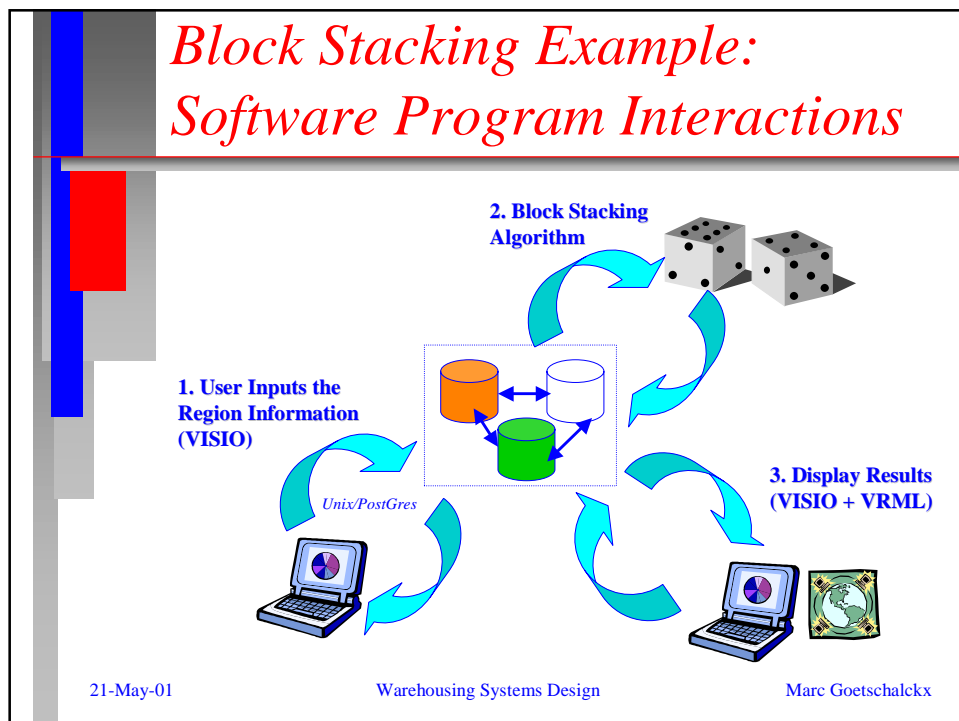 Block Stacking Example:
Software Program Interactions
2. Block Stacking
Algorithm
1. User Inputs the
Region Information
(VISIO)
Unix/PostGres
3. Display Results
(VISIO + VRML)
21-May-01
Warehousing Systems Design
Marc Goetschalckx